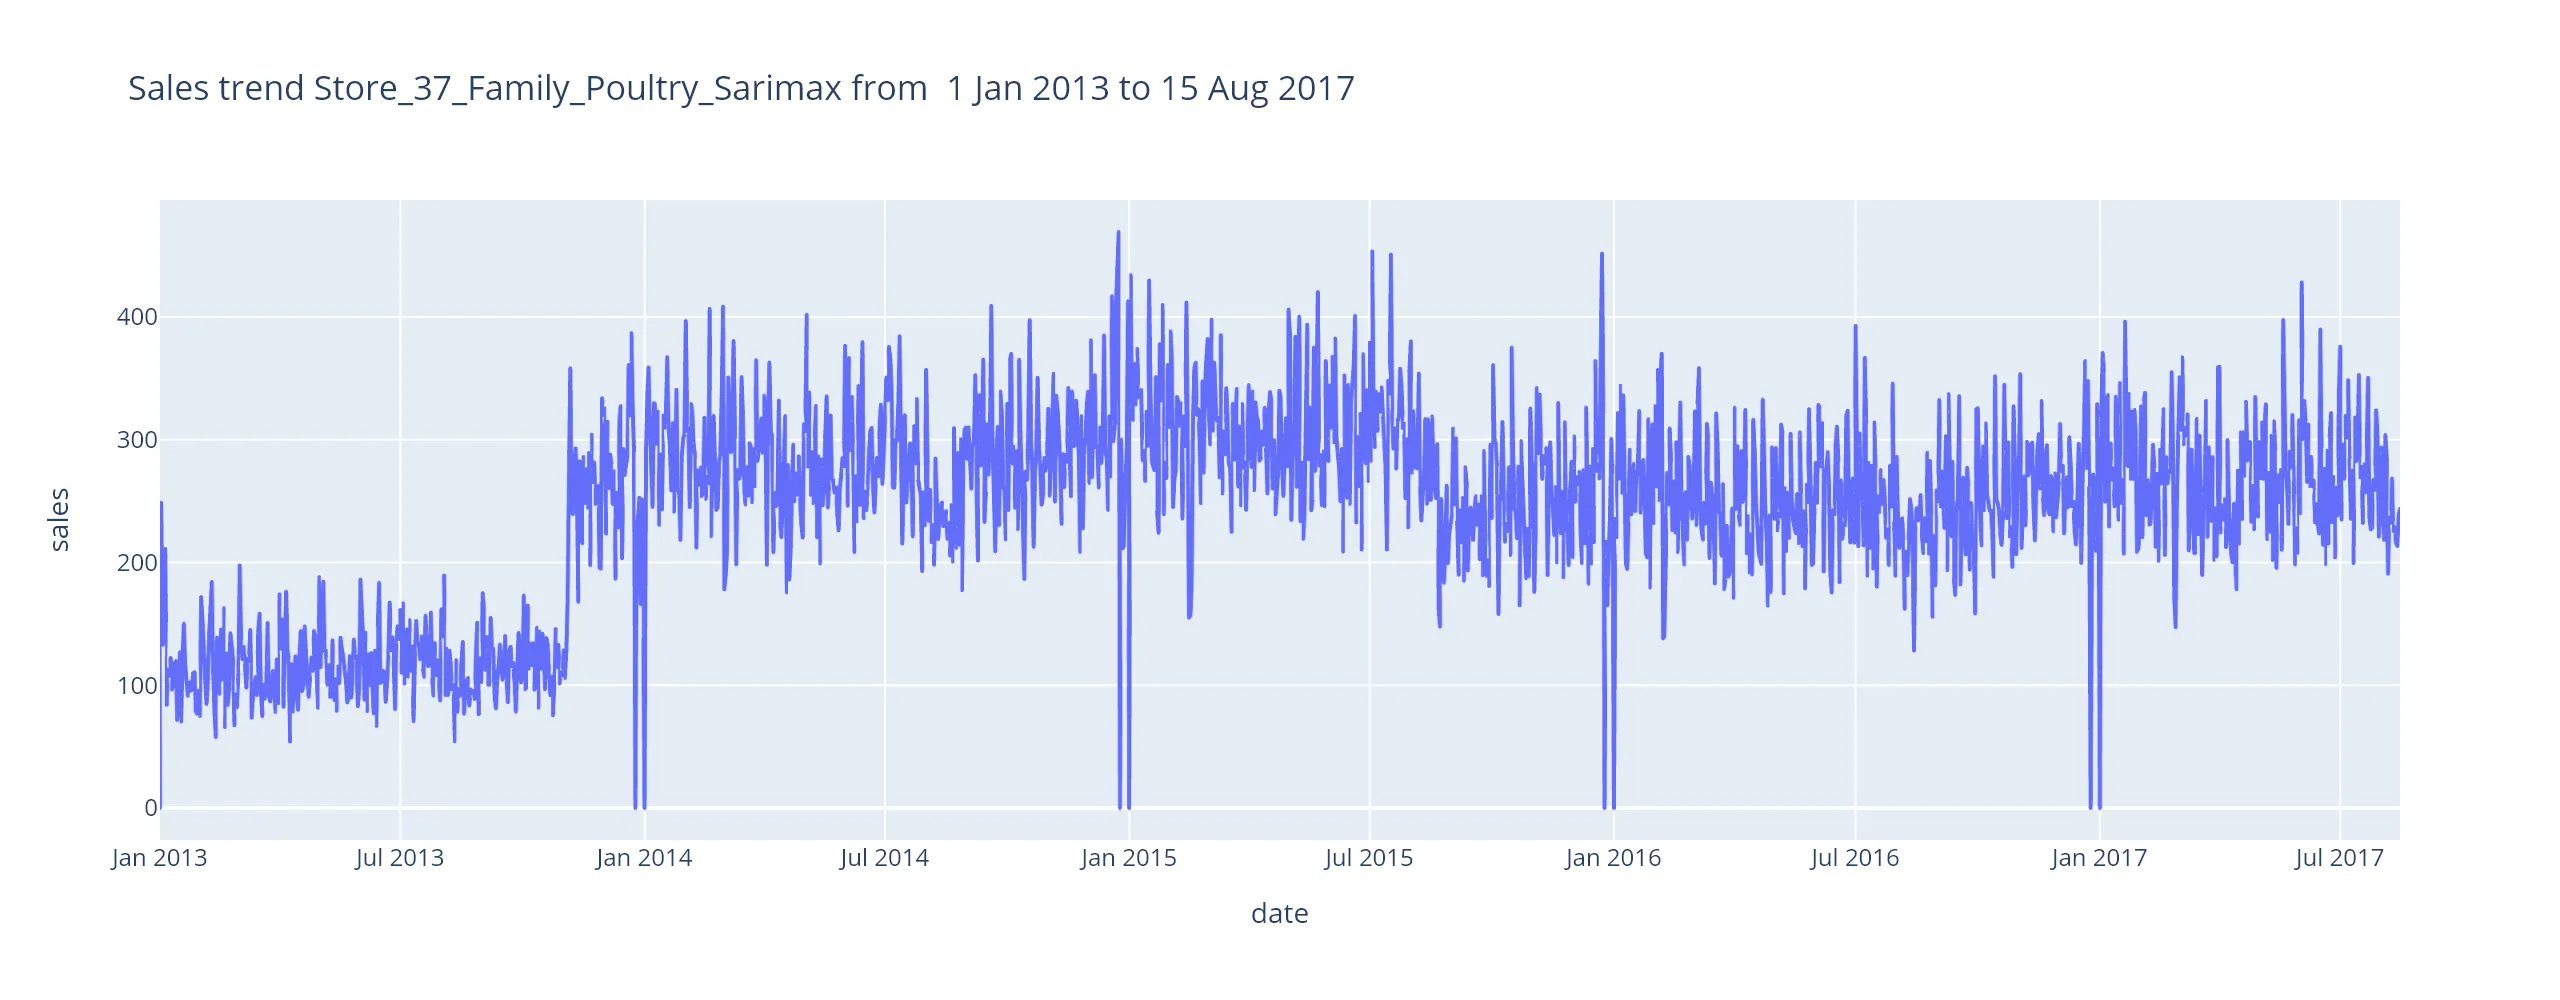 Sales trend Store_37_Family_Poultry_Sarimax from  1 Jan 2013 to 15 Aug 2017
sales
400
300
200
100
0
Jan 2013 Jul 2013 Jan 2014 Jul 2014 Jan 2015 Jul 2015 Jan 2016 Jul 2016 Jan 2017 Jul 2017
date